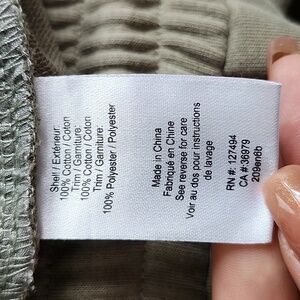 Shell / Extérieur:
100% Cotton / Coton
Trim / Garniture:
100% Cotton / Coton
Trim / Garniture:
100% Polyester / Polyester
Made in China
Fabriqué en Chine
See reverse for care
Voir au dos pour instructions
de lavage
RN #: 127494
CA #:36979
209en6b